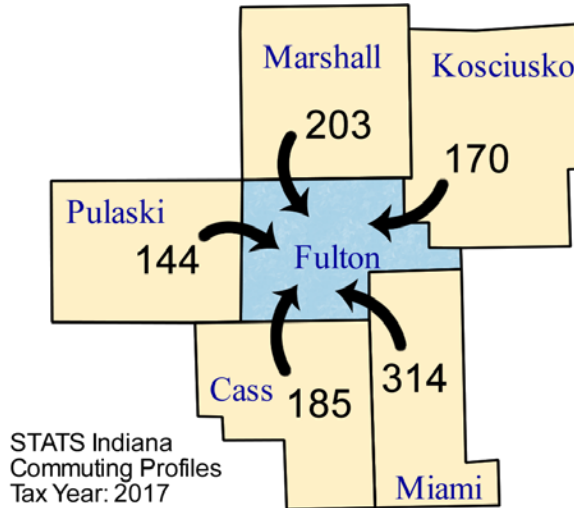 Marshall
203
Kosciusko
170
Pulaski
144
Fulton
Cass
185
314
Miami
STATS Indiana
Commuting Profiles
Tax Year: 2017